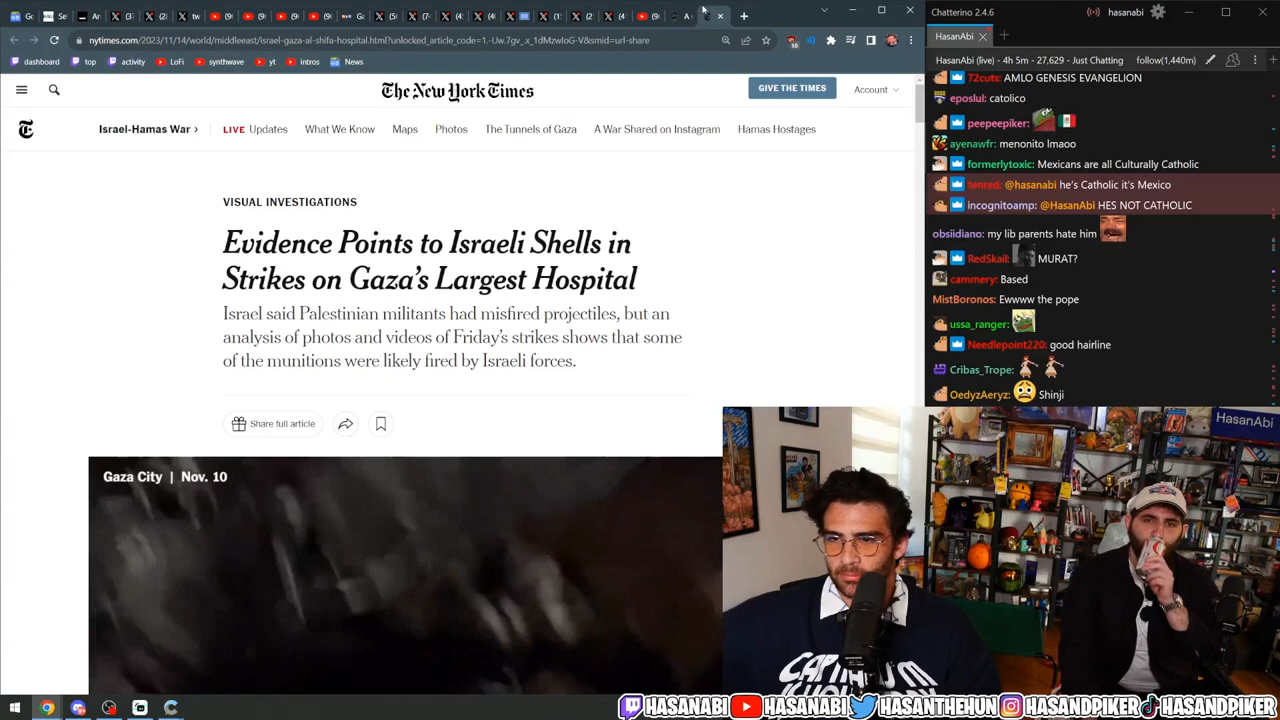 Chatterino 2.4.6
hasanabi
nytimes.com/2023/11/14/world/middleeast/israel-gaza-al-shifa-hospital.html?unlocked_article_code=1.-Uw.7gv_x_1dMzwIoG-V&smid=url-share
HasanAbi
dashboard
top
activity
LoFi
synthwave
yt
intros
News
HasanAbi (live) - 4h 5m - 27,629 - Just Chatting
follow(1,440m)
The New York Times
GIVE THE TIMES
Account
Israel-Hamas War ›
LIVE Updates
What We Know
Maps
Photos
The Tunnels of Gaza
A War Shared on Instagram
Hamas Hostages
VISUAL INVESTIGATIONS
Evidence Points to Israeli Shells in
Strikes on Gaza's Largest Hospital
Israel said Palestinian militants had misfired projectiles, but an
analysis of photos and videos of Friday's strikes shows that some
of the munitions were likely fired by Israeli forces.
Share full article
Gaza City | Nov. 10
72cuts: AMLO GENESIS EVANGELION
eposlul: catolico
peepeepiker:
ayenawfr: menonito lmaoo
formerlytoxic: Mexicans are all Culturally Catholic
tenred: @hasanabi he's Catholic it's Mexico
incognitoamp: @HasanAbi HES NOT CATHOLIC
obsiidiano: my lib parents hate him
RedSkail: MURAT?
cammery: Based
MistBoronos: Ewwww the pope
ussa_ranger:
Needlepoint220: good hairline
Cribas_Trope:
OedyzAeryz: Shinji
HasanAbi
HASANABI
HASANABI
HASANTHEHUN
HASANDPIKER
HASANDPIKER